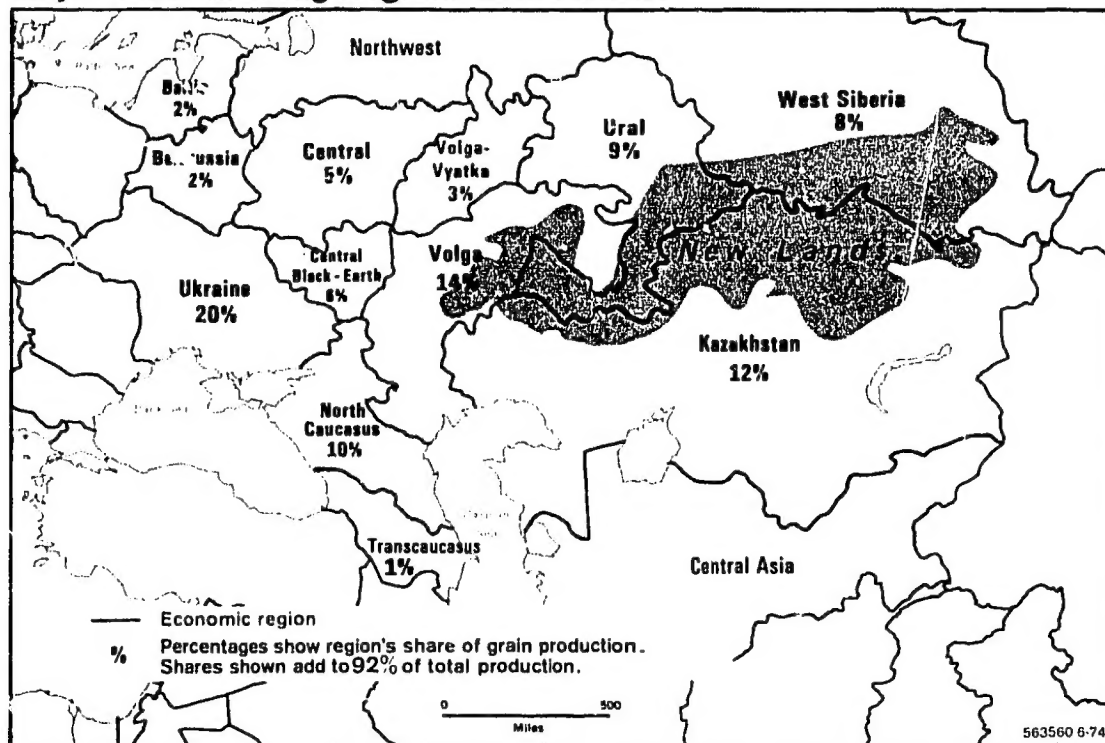 Northwest
2%
2%
Central
5%
Volga-
Vyatka
3%
Ural
9%
West Siberia
8%
New Lands
Volga
14%
Central
Black-Earth
6%
Ukraine
20%
Kazakhstan
12%
North
Caucasus
10%
Transcaucasus
1%
Central Asia
Economic region
% Percentages show region's share of grain production.
Shares shown add to 92% of total production.
0 500
Miles
563560 6-74